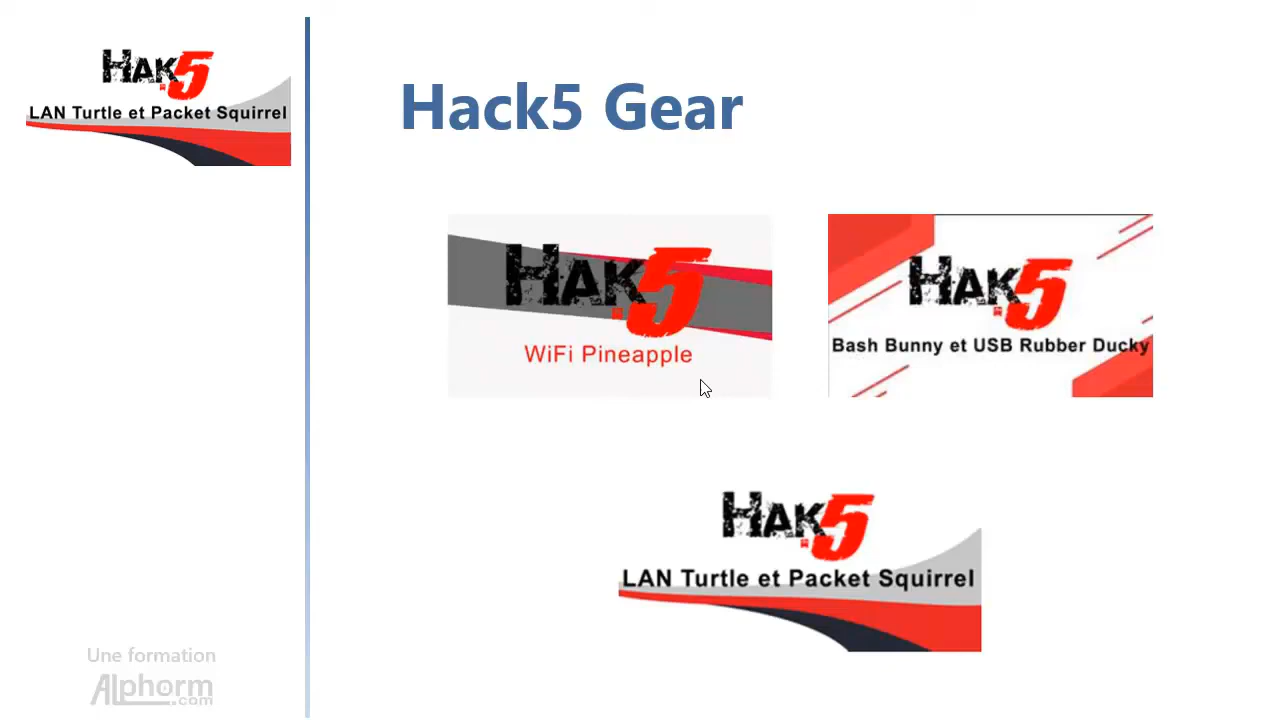 HAK5
LAN Turtle et Packet Squirrel
Hack5 Gear
HAK5
WiFi Pineapple
HAK5
Bash Bunny et USB Rubber Ducky
HAK5
LAN Turtle et Packet Squirrel
Une formation
Alphorm
.com